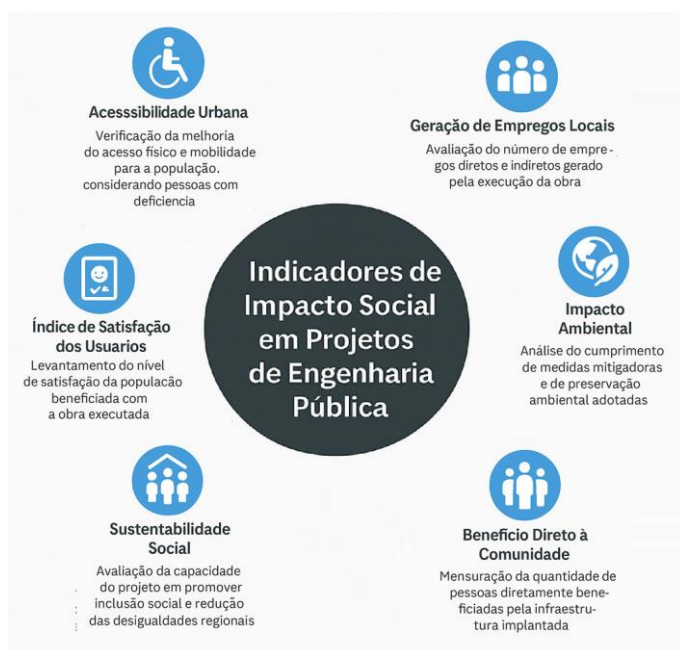 Acesssibilidade Urbana
Verificação da melhoria
do acesso físico e mobilidade
para a população.
considerando pessoas com
deficiencia
Geração de Empregos Locais
Avaliação do número de empre-
gos diretos e indiretos gerado
pela execução da obra
Indicadores de
Impacto Social
em Projetos
de Engenharia
Pública
Índice de Satisfação
dos Usuarios
Levantamento do nível
de satisfação da populacão
beneficiada com
a obra executada
Impacto
Ambiental
Análise do cumprimento
de medidas mitigadoras
e de preservação
ambiental adotadas
Sustentabilidade
Social
Avaliação da capacidade
do projeto em promover
inclusão social e redução
das desigualdades regionais
Benefício Direto à
Comunidade
Mensuração da quantidade de
pessoas diretamente bene-
ficiadas pela infraestru-
tura implantada